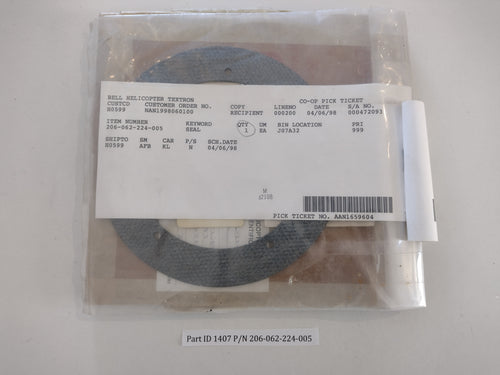 BELL HELICOPTER TEXTRON CO-OP PICK TICKET
CUSTCD CUSTOMER ORDER NO. COPY LINENO DATE S/A NO.
H0599 NAN1998060100 RECIPIENT 000200 04/06/98 000472093
ITEM NUMBER KEYWORD QTY UM BIN LOCATION PRI
206-062-224-005 SEAL 1 EA J07A32 999
SHIPTO SM CAR P/S SCH.DATE
H0599 AFB KL N 04/06/98
M
PICK TICKET NO. AAN1659604
Part ID 1407 P/N 206-062-224-005